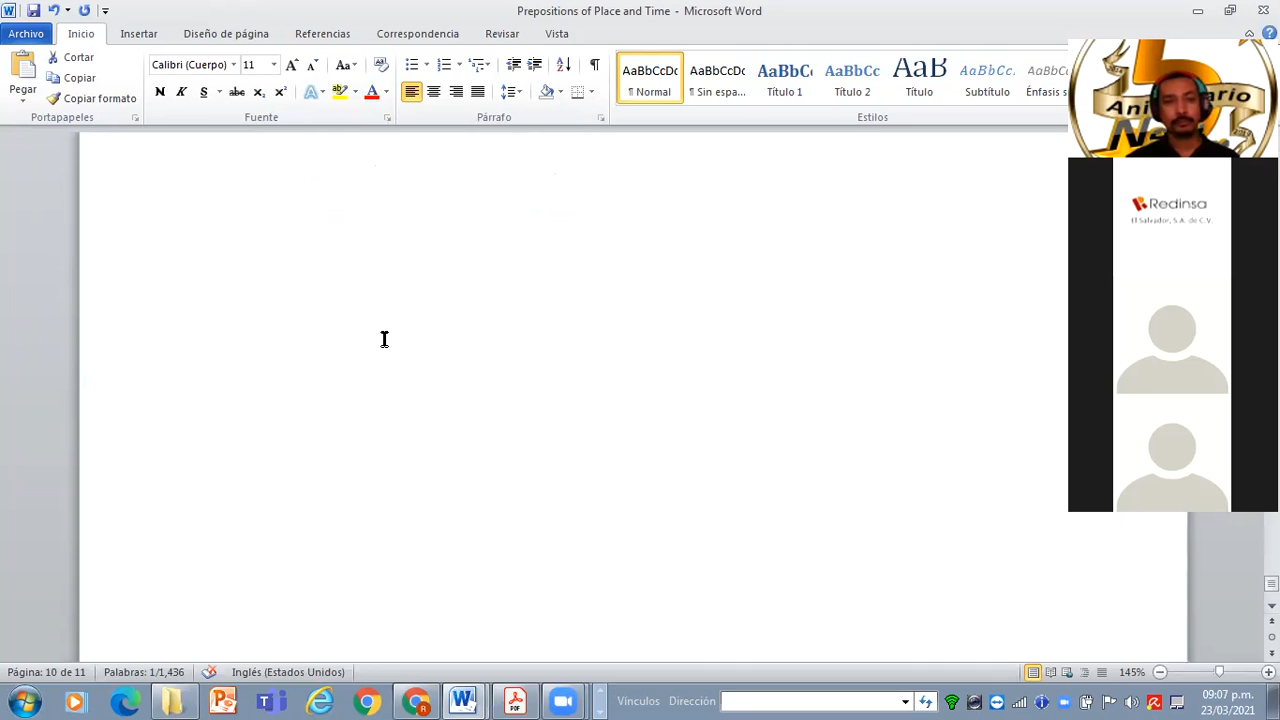 Prepositions of Place and Time - Microsoft Word
Archivo Inicio Insertar Diseño de página Referencias Correspondencia Revisar Vista
Pegar
Cortar
Copiar
Copiar formato
Portapapeles
Calibri (Cuerpo) 11
Fuente
Párrafo
AaBbCcDc
¶ Normal
AaBbCcDc
¶ Sin espa...
AaBbC
Título 1
AaBbCc
Título 2
AaB
Título
AaBbCc.
Subtítulo
AaBbCc
Énfasis s
Estilos
5
Aniversario
Redinsa
El Salvador, S.A. de C.V.
Página: 10 de 11 Palabras: 1/1,436 Inglés (Estados Unidos) 145%
Vínculos Dirección
09:07 p.m.
23/03/2021